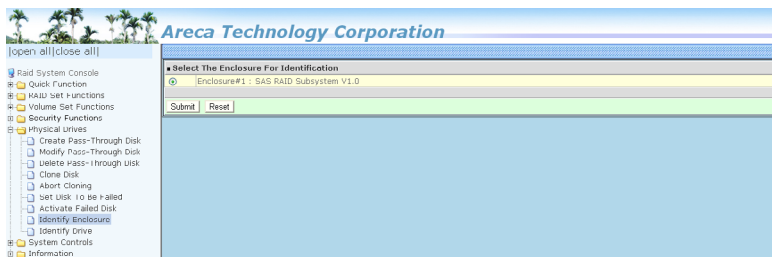 Areca Technology Corporation
|open all|close all|
Raid System Console
Quick Function
RAID Set Functions
Volume Set Functions
Security Functions
Physical Drives
Create Pass-Through Disk
Modify Pass-Through Disk
Delete Pass-Through Disk
Clone Disk
Abort Cloning
Set Disk To Be Failed
Activate Failed Disk
Identify Enclosure
Identify Drive
System Controls
Information
Select The Enclosure For Identification
Enclosure#1 : SAS RAID Subsystem V1.0
Submit Reset